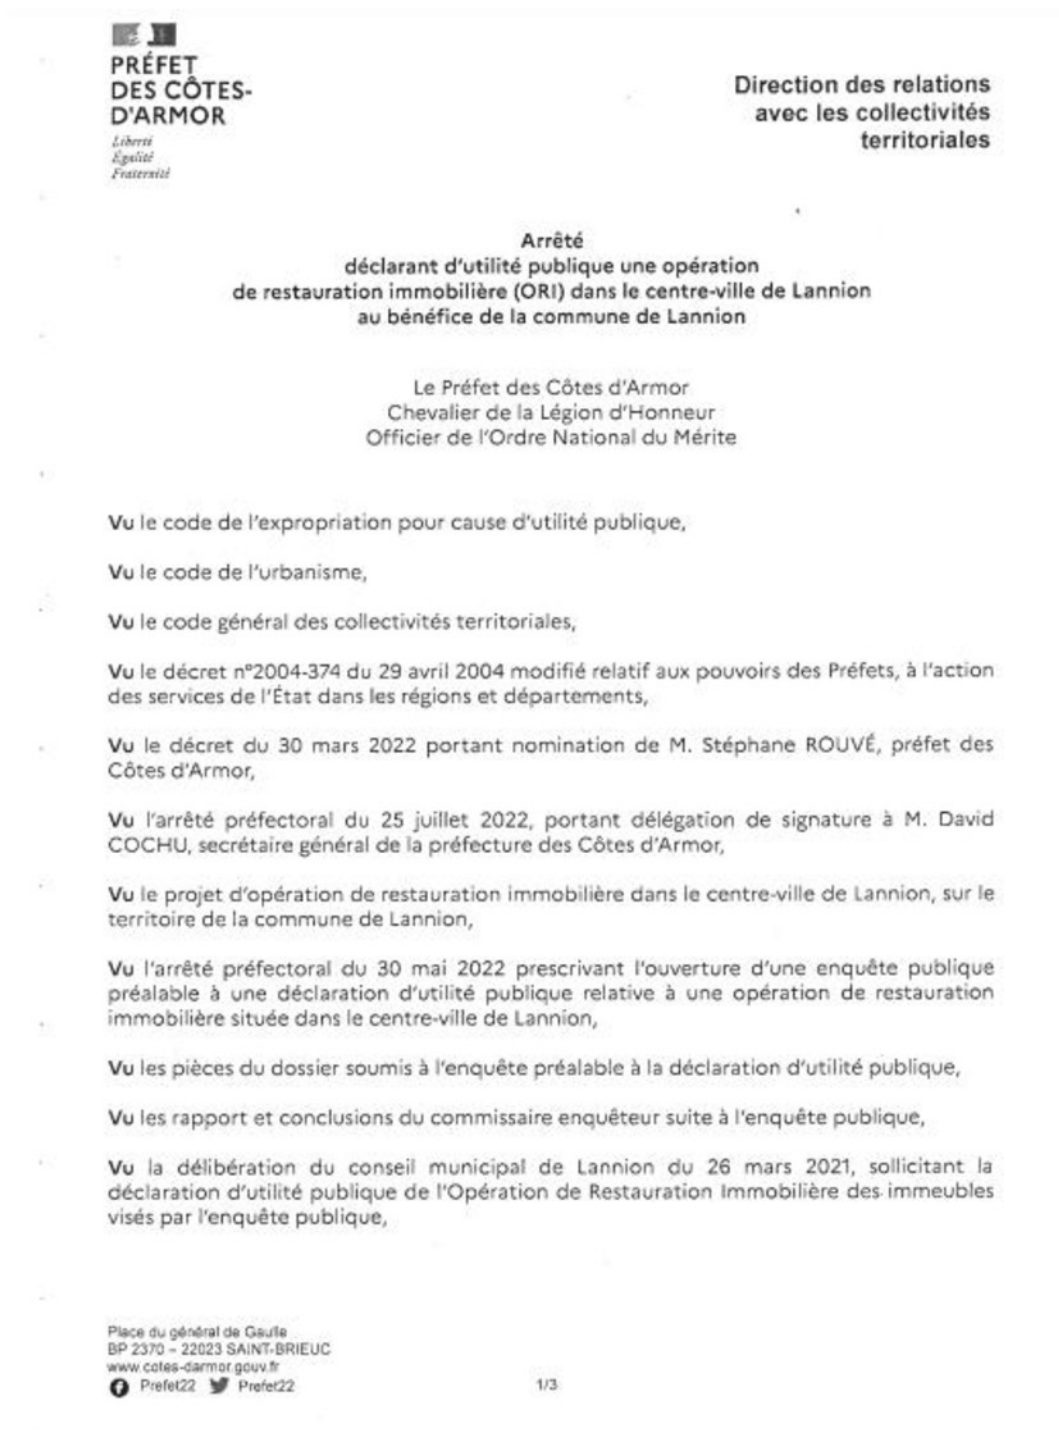 PRÉFET
DES CÔTES-
D'ARMOR
Liberté
Égalité
Fraternité
Direction des relations
avec les collectivités
territoriales
Arrêté
déclarant d'utilité publique une opération
de restauration immobilière (ORI) dans le centre-ville de Lannion
au bénéfice de la commune de Lannion
Le Préfet des Côtes d'Armor
Chevalier de la Légion d'Honneur
Officier de l'Ordre National du Mérite
Vu le code de l'expropriation pour cause d'utilité publique,
Vu le code de l'urbanisme,
Vu le code général des collectivités territoriales,
Vu le décret n°2004-374 du 29 avril 2004 modifié relatif aux pouvoirs des Préfets, à l'action
des services de l'État dans les régions et départements,
Vu le décret du 30 mars 2022 portant nomination de M. Stéphane ROUVÉ, préfet des
Côtes d'Armor,
Vu l'arrêté préfectoral du 25 juillet 2022, portant délégation de signature à M. David
COCHU, secrétaire général de la préfecture des Côtes d'Armor,
Vu le projet d'opération de restauration immobilière dans le centre-ville de Lannion, sur le
territoire de la commune de Lannion,
Vu l'arrêté préfectoral du 30 mai 2022 prescrivant l'ouverture d'une enquête publique
préalable à une déclaration d'utilité publique relative à une opération de restauration
immobilière située dans le centre-ville de Lannion,
Vu les pièces du dossier soumis à l'enquête préalable à la déclaration d'utilité publique,
Vu les rapport et conclusions du commissaire enquêteur suite à l'enquête publique,
Vu la délibération du conseil municipal de Lannion du 26 mars 2021, sollicitant la
déclaration d'utilité publique de l'Opération de Restauration Immobilière des immeubles
visés par l'enquête publique,
Place du général de Gaulle
BP 2370 – 22023 SAINT-BRIEUC
www.cotes-darmor.gouv.fr
Prefet22 Prefet22
1/3